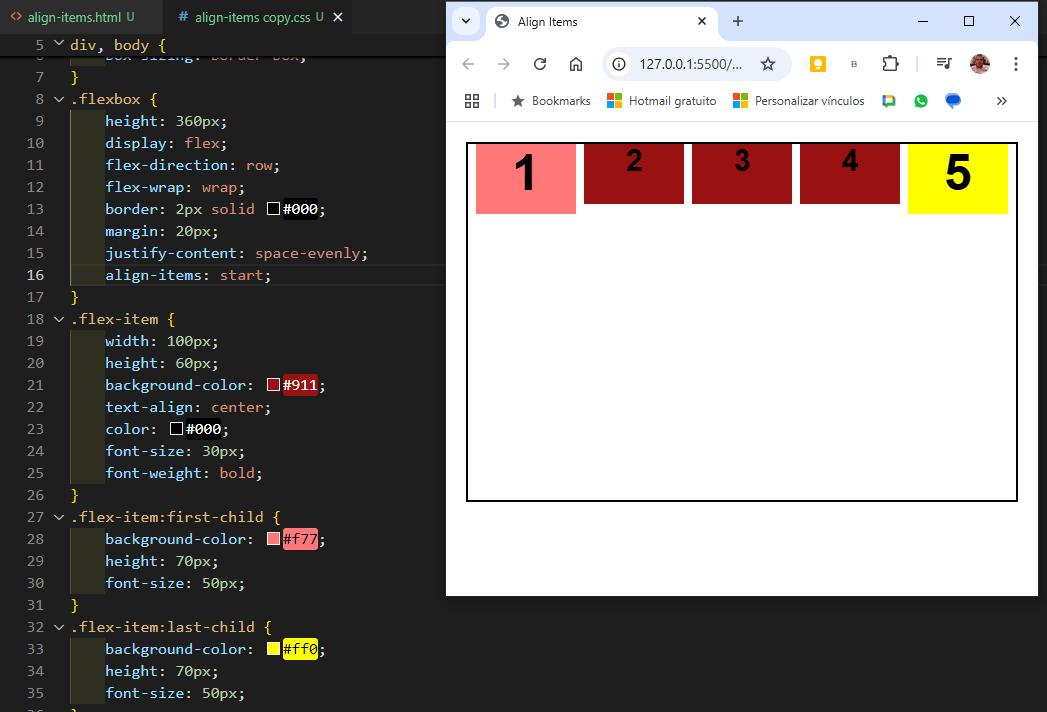 <> align-items.html U
# align-items copy.css U ×
5 div, body {
6 box-sizing: border-box;
7 }
8 .flexbox {
9 height: 360px;
10 display: flex;
11 flex-direction: row;
12 flex-wrap: wrap;
13 border: 2px solid #000;
14 margin: 20px;
15 justify-content: space-evenly;
16 align-items: start;
17 }
18 .flex-item {
19 width: 100px;
20 height: 60px;
21 background-color: #911;
22 text-align: center;
23 color: #000;
24 font-size: 30px;
25 font-weight: bold;
26 }
27 .flex-item:first-child {
28 background-color: #f77;
29 height: 70px;
30 font-size: 50px;
31 }
32 .flex-item:last-child {
33 background-color: #ff0;
34 height: 70px;
35 font-size: 50px;
36 }
Align Items
127.0.0.1:5500/...
B
Bookmarks
Hotmail gratuito
Personalizar vínculos
»
1 2 3 4 5